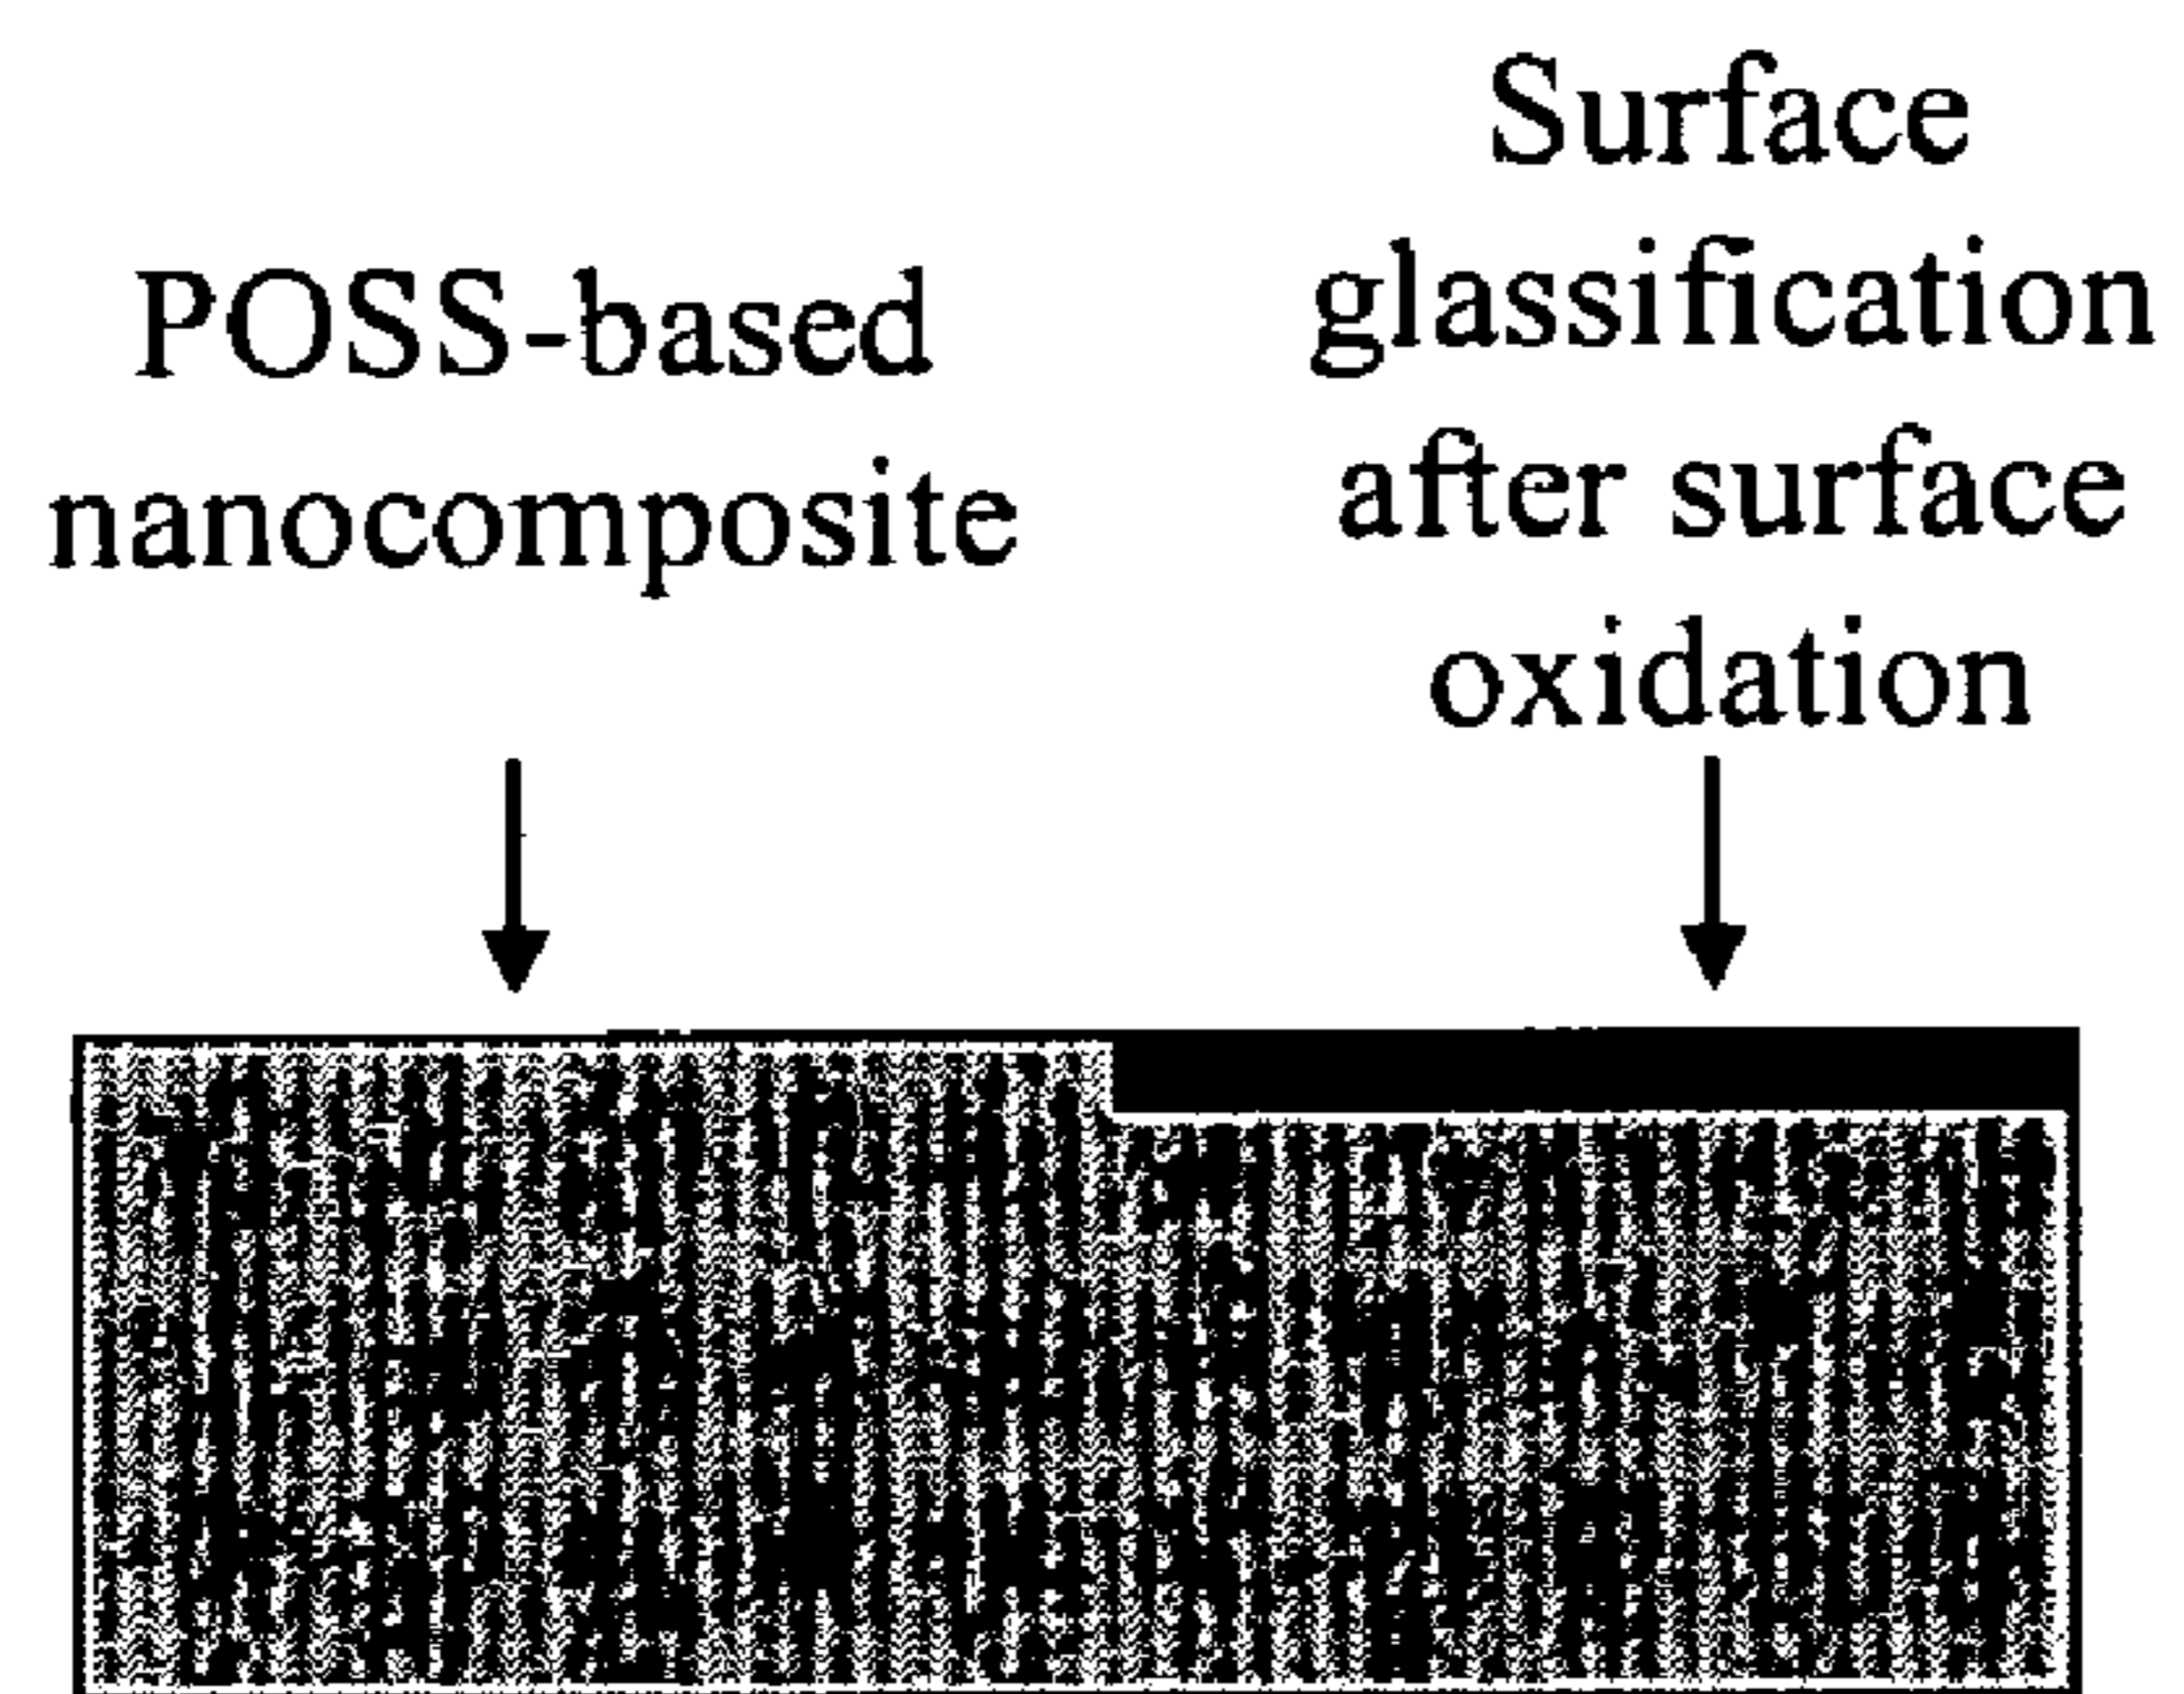 POSS-based
nanocomposite
Surface
glassification
after surface
oxidation